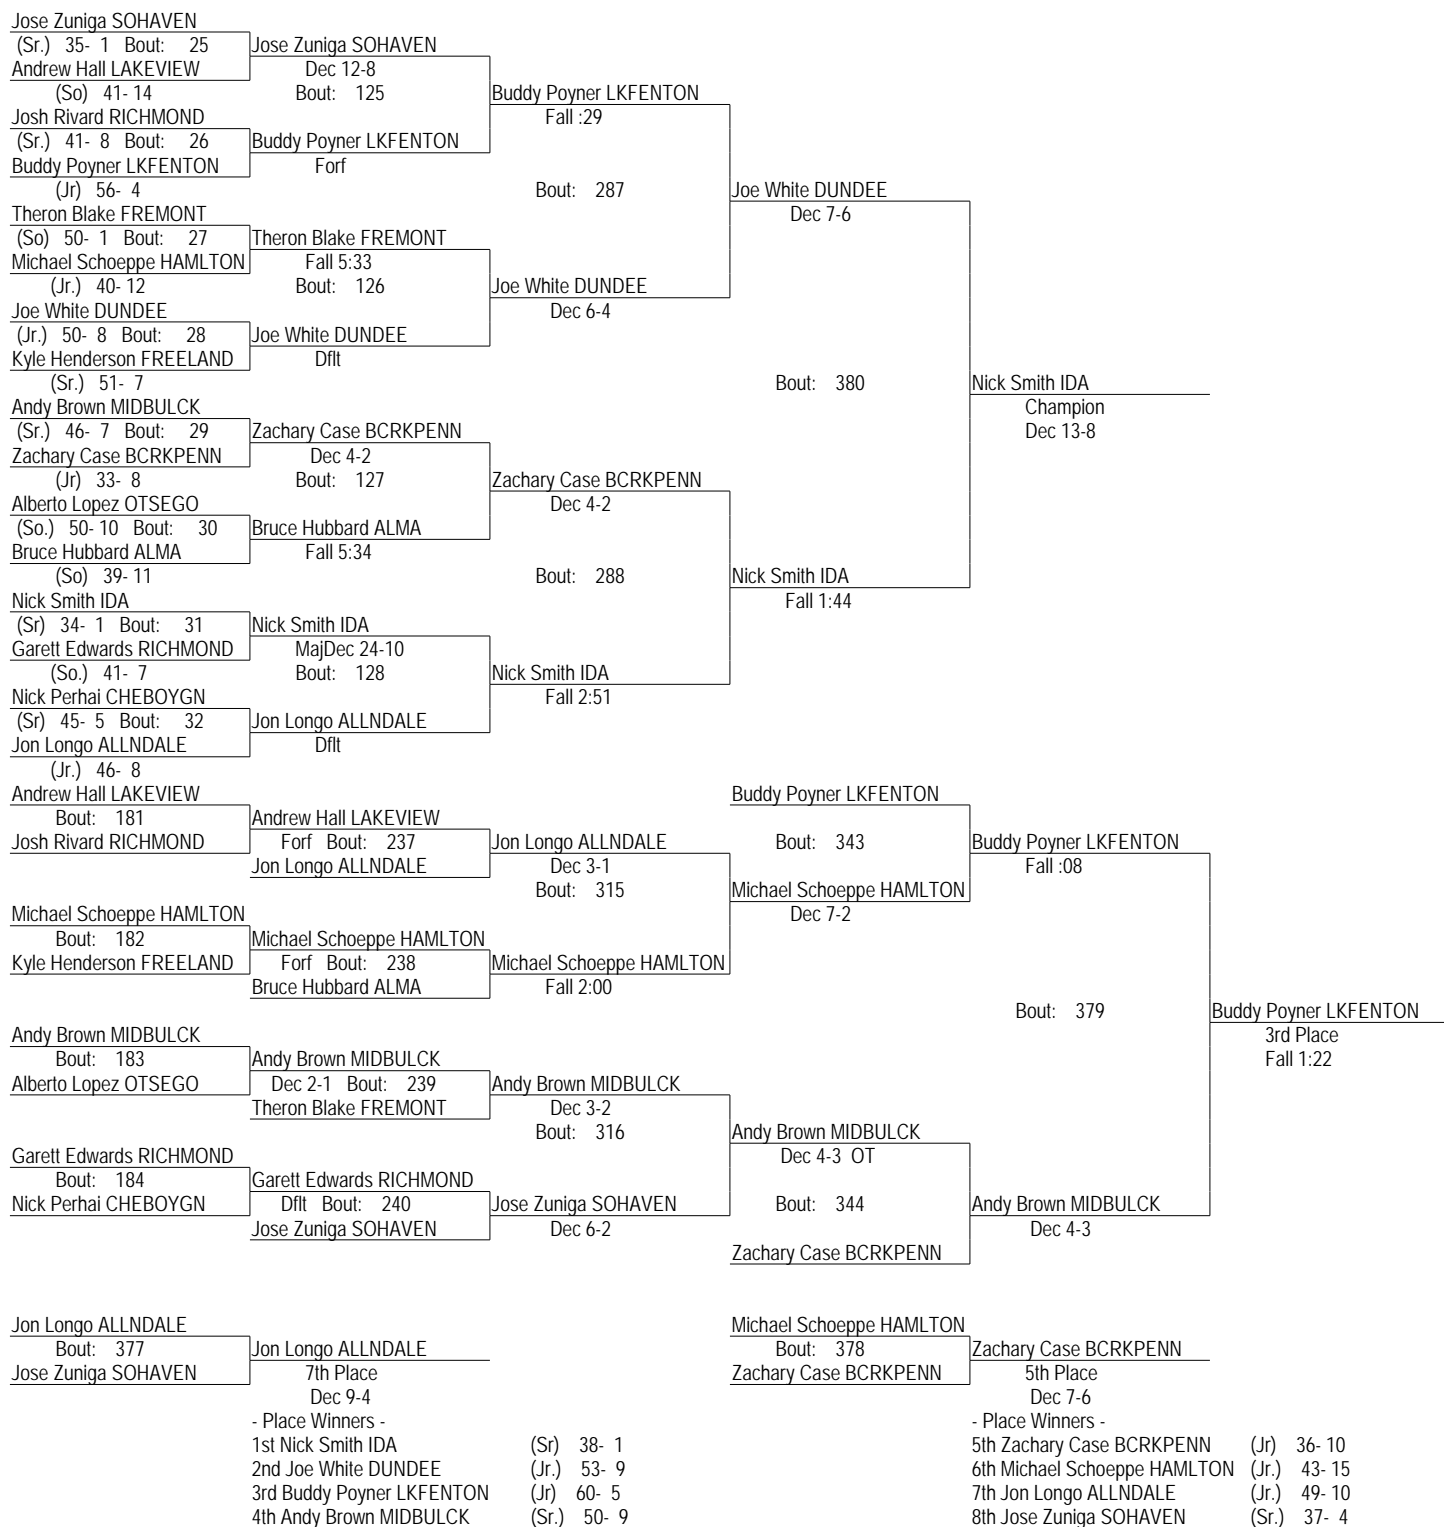 Jose Zuniga SOHAVEN
(Sr.) 35- 1 Bout: 25 Jose Zuniga SOHAVEN
Andrew Hall LAKEVIEW Dec 12-8
(So) 41- 14 Bout: 125 Buddy Poyner LKFENTON
Josh Rivard RICHMOND Fall :29
(Sr.) 41- 8 Bout: 26 Buddy Poyner LKFENTON
Buddy Poyner LKFENTON Forf
(Jr) 56- 4 Bout: 287 Joe White DUNDEE
Theron Blake FREMONT Dec 7-6
(So) 50- 1 Bout: 27 Theron Blake FREMONT
Michael Schoeppe HAMLTON Fall 5:33
(Jr.) 40- 12 Bout: 126 Joe White DUNDEE
Joe White DUNDEE Dec 6-4
(Jr.) 50- 8 Bout: 28 Joe White DUNDEE
Kyle Henderson FREELAND Dflt
(Sr.) 51- 7 Bout: 380 Nick Smith IDA
Andy Brown MIDBULCK Champion
(Sr.) 46- 7 Bout: 29 Zachary Case BCRKPENN Dec 13-8
Zachary Case BCRKPENN Dec 4-2
(Jr) 33- 8 Bout: 127 Zachary Case BCRKPENN
Alberto Lopez OTSEGO Dec 4-2
(So.) 50- 10 Bout: 30 Bruce Hubbard ALMA
Bruce Hubbard ALMA Fall 5:34
(So) 39- 11 Bout: 288 Nick Smith IDA
Nick Smith IDA Fall 1:44
(Sr) 34- 1 Bout: 31 Nick Smith IDA
Garett Edwards RICHMOND MajDec 24-10
(So.) 41- 7 Bout: 128 Nick Smith IDA
Nick Perhai CHEBOYGN Fall 2:51
(Sr) 45- 5 Bout: 32 Jon Longo ALLNDALE
Jon Longo ALLNDALE Dflt
(Jr.) 46- 8
Andrew Hall LAKEVIEW Buddy Poyner LKFENTON
Bout: 181 Andrew Hall LAKEVIEW
Josh Rivard RICHMOND Forf Bout: 237 Jon Longo ALLNDALE Bout: 343 Buddy Poyner LKFENTON
Jon Longo ALLNDALE Dec 3-1 Fall :08
Bout: 315 Michael Schoeppe HAMLTON
Michael Schoeppe HAMLTON Dec 7-2
Bout: 182 Michael Schoeppe HAMLTON
Kyle Henderson FREELAND Forf Bout: 238 Michael Schoeppe HAMLTON
Bruce Hubbard ALMA Fall 2:00
Bout: 379 Buddy Poyner LKFENTON
Andy Brown MIDBULCK 3rd Place
Bout: 183 Andy Brown MIDBULCK Fall 1:22
Alberto Lopez OTSEGO Dec 2-1 Bout: 239 Andy Brown MIDBULCK
Theron Blake FREMONT Dec 3-2
Bout: 316 Andy Brown MIDBULCK
Garett Edwards RICHMOND Dec 4-3 OT
Bout: 184 Garett Edwards RICHMOND
Nick Perhai CHEBOYGN Dflt Bout: 240 Jose Zuniga SOHAVEN Bout: 344 Andy Brown MIDBULCK
Jose Zuniga SOHAVEN Dec 6-2 Dec 4-3
Zachary Case BCRKPENN
Jon Longo ALLNDALE Michael Schoeppe HAMLTON
Bout: 377 Jon Longo ALLNDALE Bout: 378 Zachary Case BCRKPENN
Jose Zuniga SOHAVEN 7th Place Zachary Case BCRKPENN 5th Place
Dec 9-4 Dec 7-6
- Place Winners - - Place Winners -
1st Nick Smith IDA (Sr) 38- 1 5th Zachary Case BCRKPENN (Jr) 36- 10
2nd Joe White DUNDEE (Jr.) 53- 9 6th Michael Schoeppe HAMLTON (Jr.) 43- 15
3rd Buddy Poyner LKFENTON (Jr) 60- 5 7th Jon Longo ALLNDALE (Jr.) 49- 10
4th Andy Brown MIDBULCK (Sr.) 50- 9 8th Jose Zuniga SOHAVEN (Sr.) 37- 4